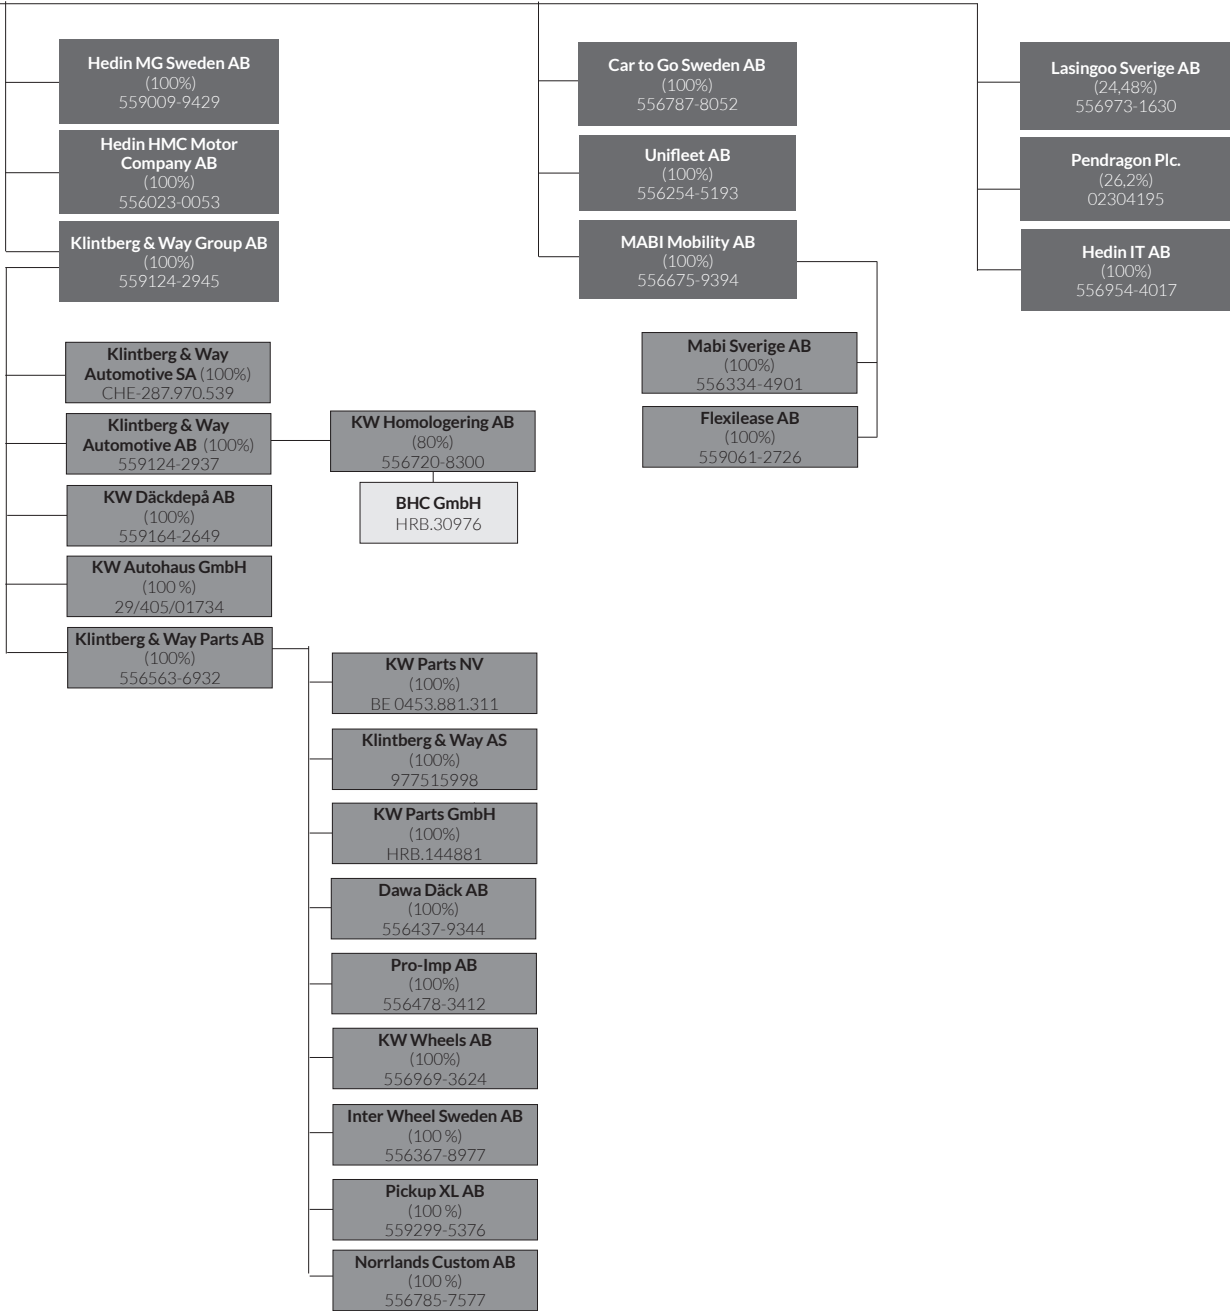 Hedin MG Sweden AB
(100%)
559009-9429
Hedin HMC Motor
Company AB
(100%)
556023-0053
Klintberg & Way Group AB
(100%)
559124-2945
Klintberg & Way
Automotive SA (100%)
CHE-287.970.539
Klintberg & Way
Automotive AB (100%)
559124-2937
KW Homologering AB
(80%)
556720-8300
BHC GmbH
HRB.30976
KW Däckdepå AB
(100%)
559164-2649
KW Autohaus GmbH
(100 %)
29/405/01734
Klintberg & Way Parts AB
(100%)
556563-6932
KW Parts NV
(100%)
BE 0453.881.311
Klintberg & Way AS
(100%)
977515998
KW Parts GmbH
(100%)
HRB.144881
Dawa Däck AB
(100%)
556437-9344
Pro-Imp AB
(100%)
556478-3412
KW Wheels AB
(100%)
556969-3624
Inter Wheel Sweden AB
(100 %)
556367-8977
Pickup XL AB
(100 %)
559299-5376
Norrlands Custom AB
(100 %)
556785-7577
Car to Go Sweden AB
(100%)
556787-8052
Unifleet AB
(100%)
556254-5193
MABI Mobility AB
(100%)
556675-9394
Mabi Sverige AB
(100%)
556334-4901
Flexilease AB
(100%)
559061-2726
Lasingoo Sverige AB
(24,48%)
556973-1630
Pendragon Plc.
(26,2%)
02304195
Hedin IT AB
(100%)
556954-4017